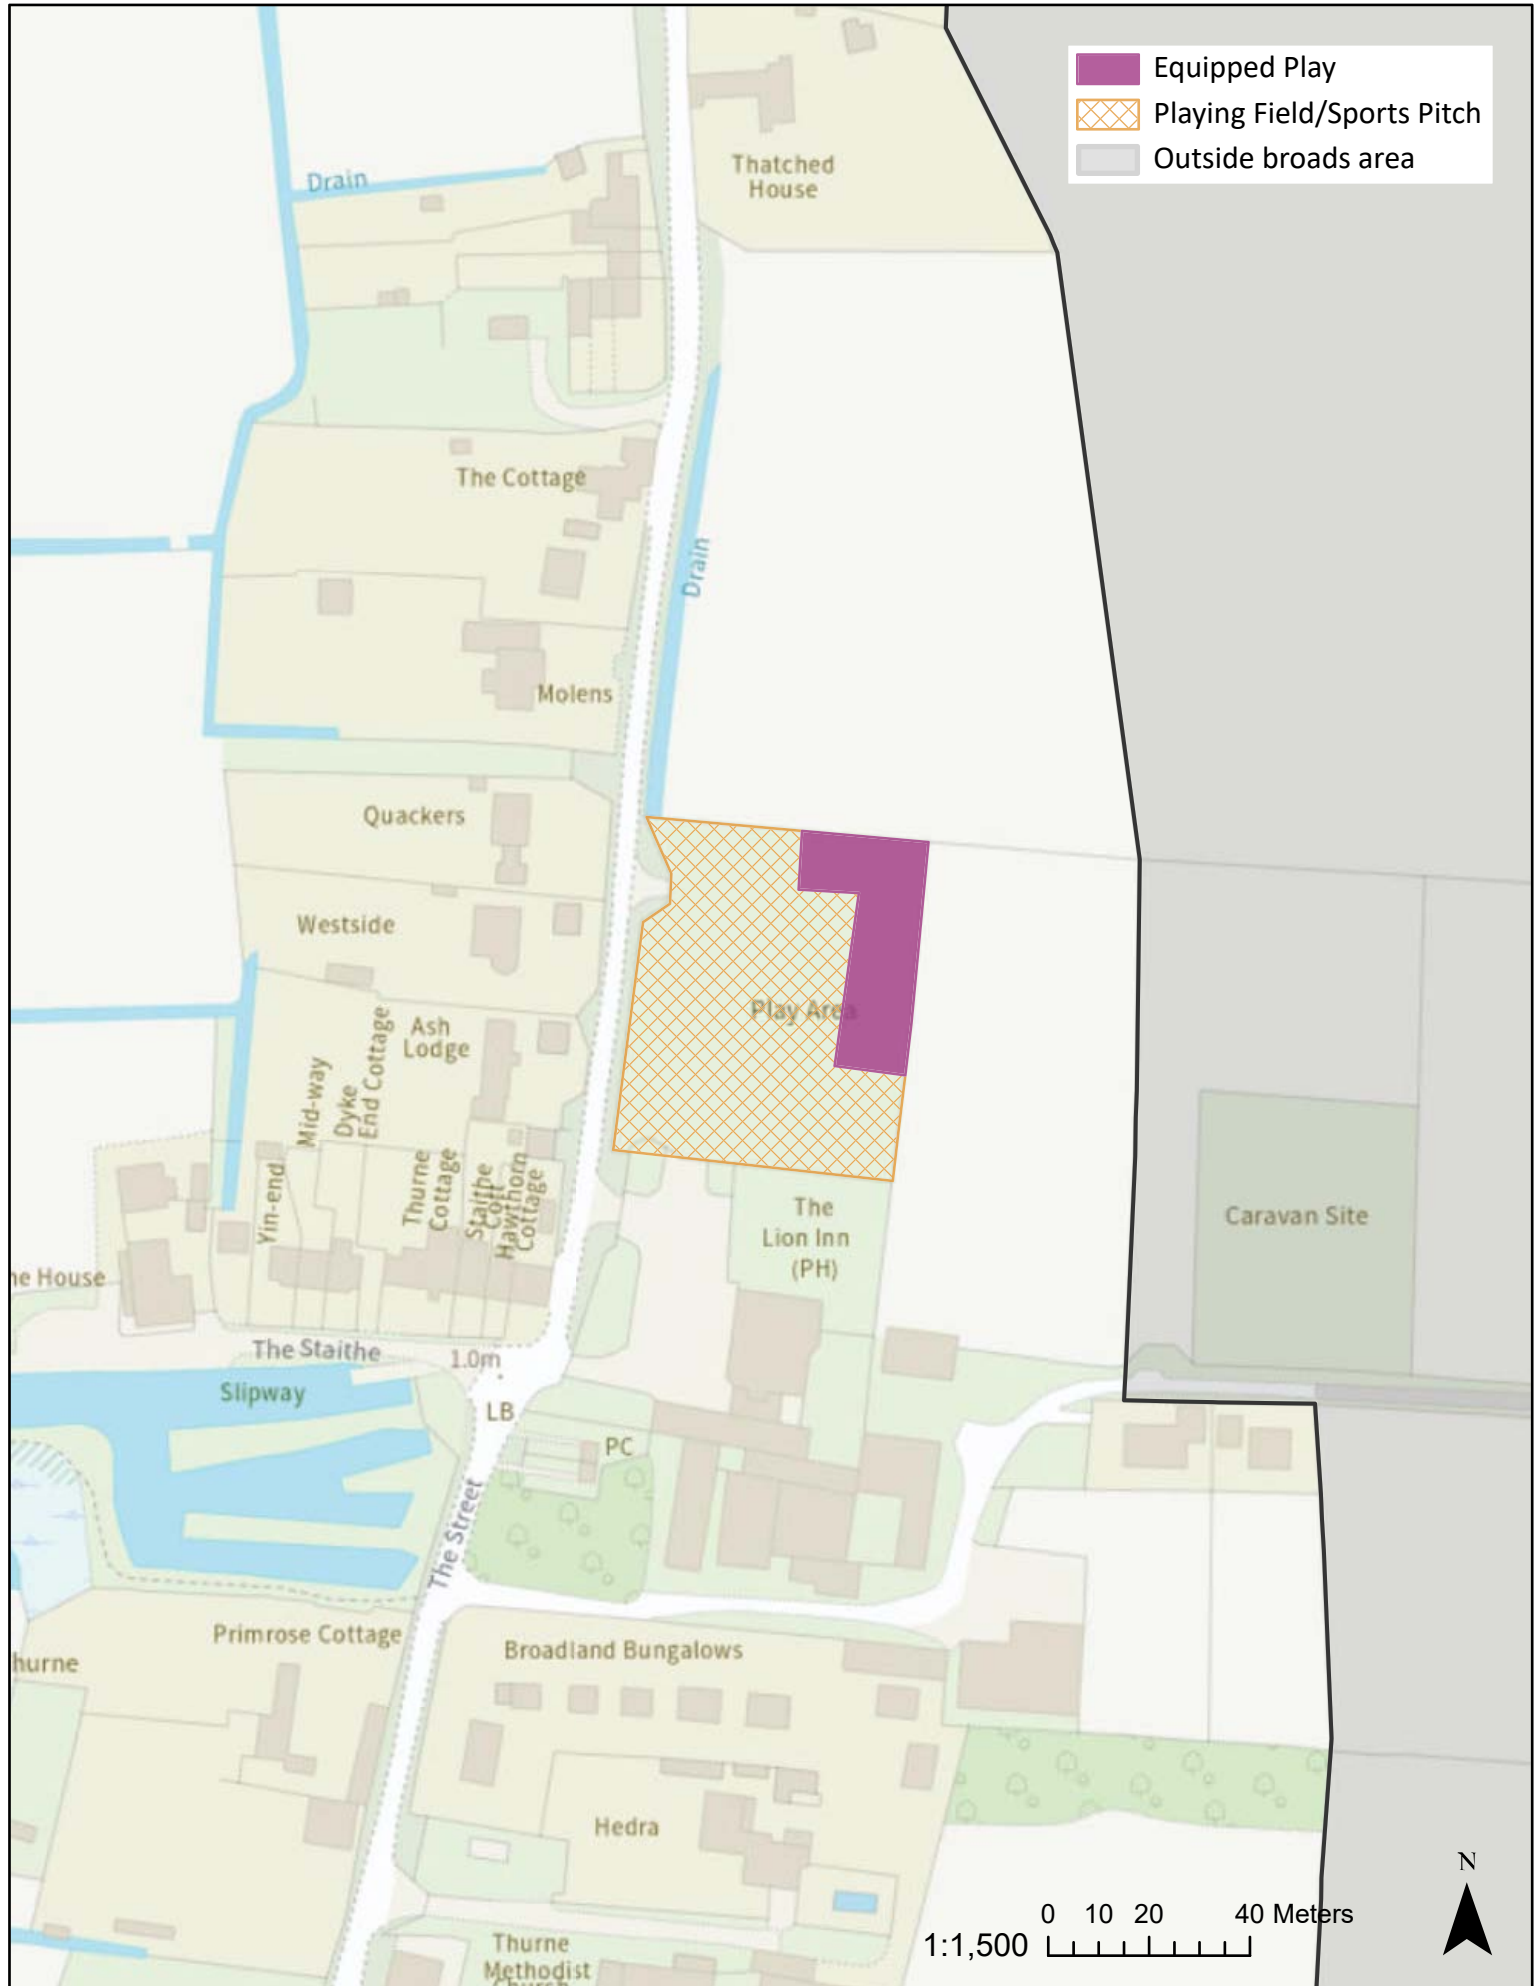 Equipped Play
Playing Field/Sports Pitch
Outside broads area
Thatched
House
Drain
The Cottage
Drain
Molens
Quackers
Westside
Play Area
Ash
Lodge
Mid-way
Dyke
End Cottage
Yin-end
Thurne
Cottage
Staithe
Cott
Hawthorn
Cottage
The
Lion Inn
(PH)
Caravan Site
he House
The Staithe
1.0m
Slipway
LB
PC
The Street
Primrose Cottage
hurne
Broadland Bungalows
Hedra
Thurne
Methodist
Church
N
0 10 20 40 Meters
1:1,500